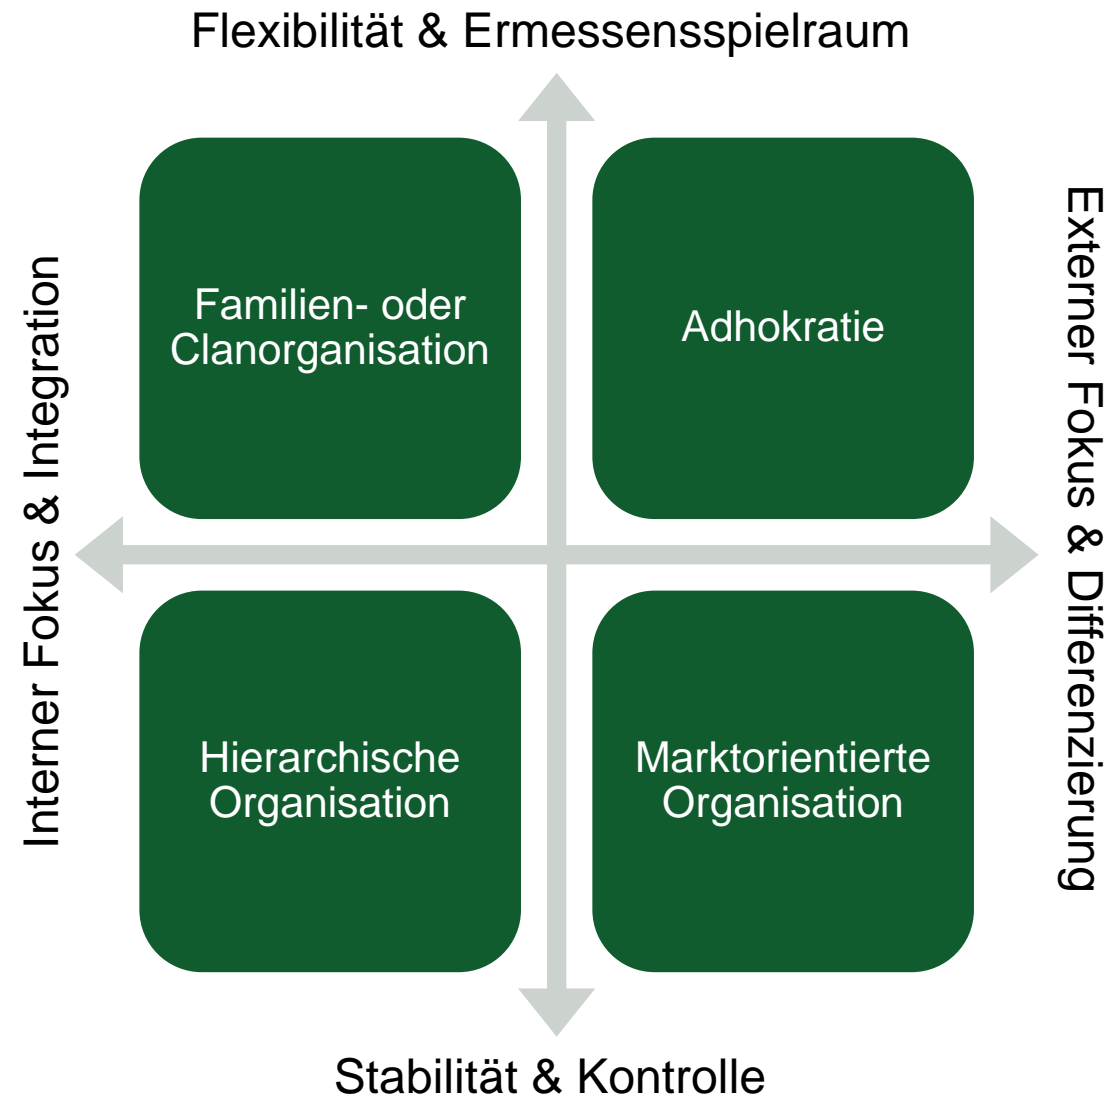 Flexibilität & Ermessensspielraum
Interner Fokus & Integration
Familien- oder
Clanorganisation
Adhokratie
Externer Fokus & Differenzierung
Hierarchische
Organisation
Marktorientierte
Organisation
Stabilität & Kontrolle